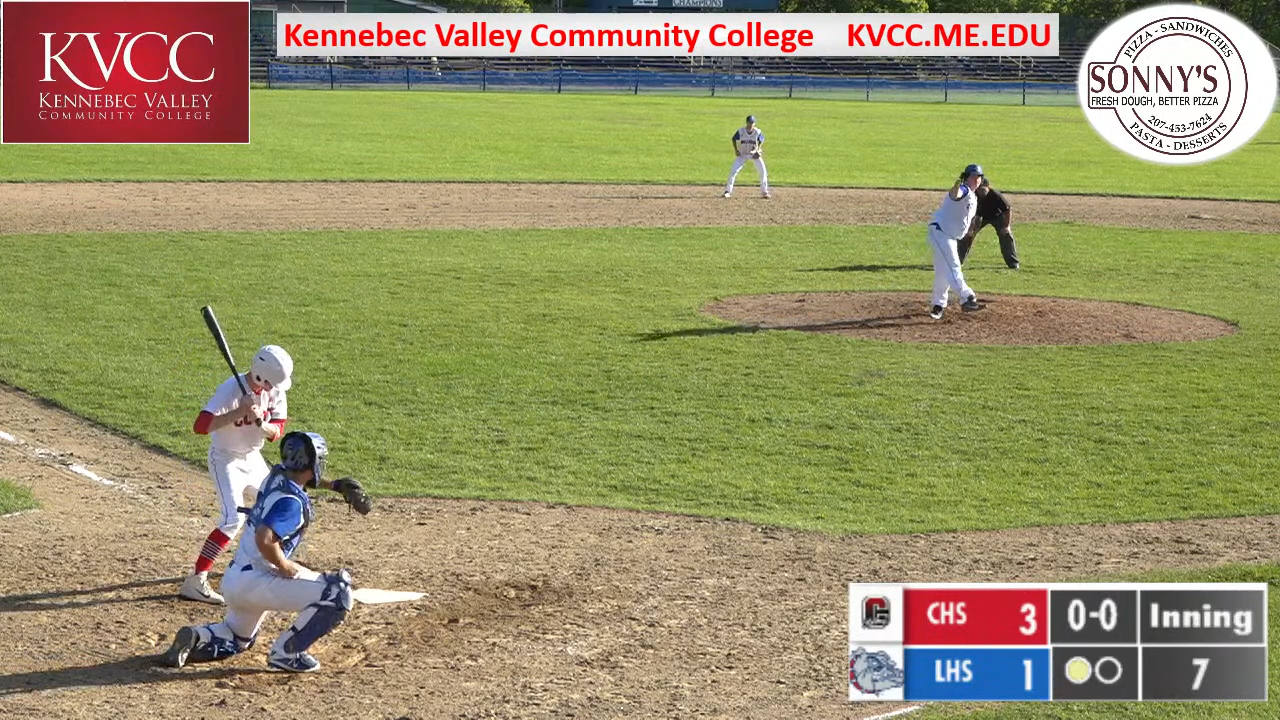 CHAMPIONS
KVCC
KENNEBEC VALLEY
COMMUNITY COLLEGE
Kennebec Valley Community College KVCC.ME.EDU
PIZZA - SANDWICHES
SONNY'S
FRESH DOUGH, BETTER PIZZA
207-453-7624
PASTA - DESSERTS
C CHS 3 0-0 Inning
LHS 1 7